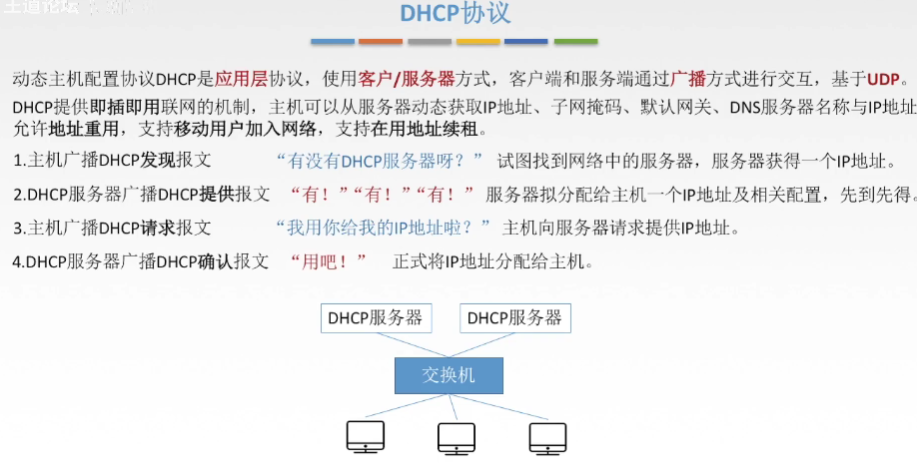 王道论坛
DHCP协议
动态主机配置协议DHCP是应用层协议，使用客户/服务器方式，客户端和服务端通过广播方式进行交互，基于UDP。
DHCP提供即插即用联网的机制，主机可以从服务器动态获取IP地址、子网掩码、默认网关、DNS服务器名称与IP地址
允许地址重用，支持移动用户加入网络，支持在用地址续租。
1.主机广播DHCP发现报文 “有没有DHCP服务器呀？” 试图找到网络中的服务器，服务器获得一个IP地址。
2.DHCP服务器广播DHCP提供报文 “有！”“有！”“有！” 服务器拟分配给主机一个IP地址及相关配置，先到先得。
3.主机广播DHCP请求报文 “我用你给我的IP地址啦？” 主机向服务器请求提供IP地址。
4.DHCP服务器广播DHCP确认报文 “用吧！” 正式将IP地址分配给主机。
DHCP服务器 DHCP服务器
交换机